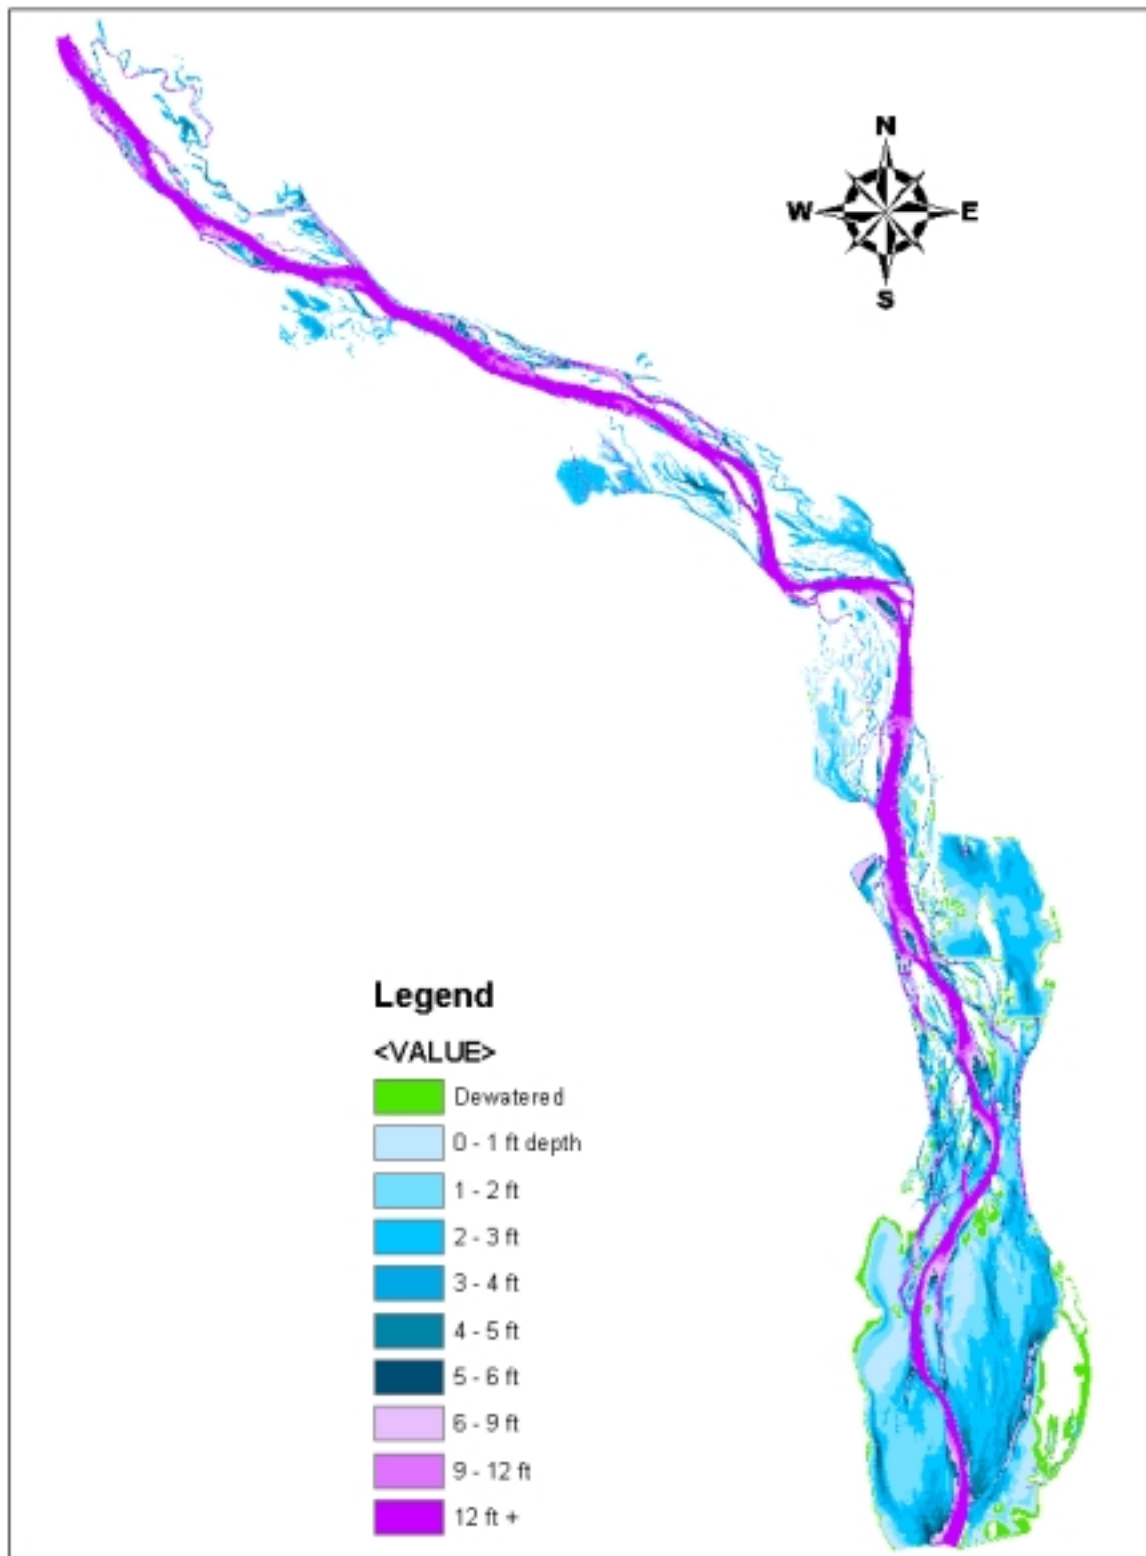 N
W E
S
Legend
<VALUE>
Dewatered
0 - 1 ft depth
1 - 2 ft
2 - 3 ft
3 - 4 ft
4 - 5 ft
5 - 6 ft
6 - 9 ft
9 - 12 ft
12 ft +